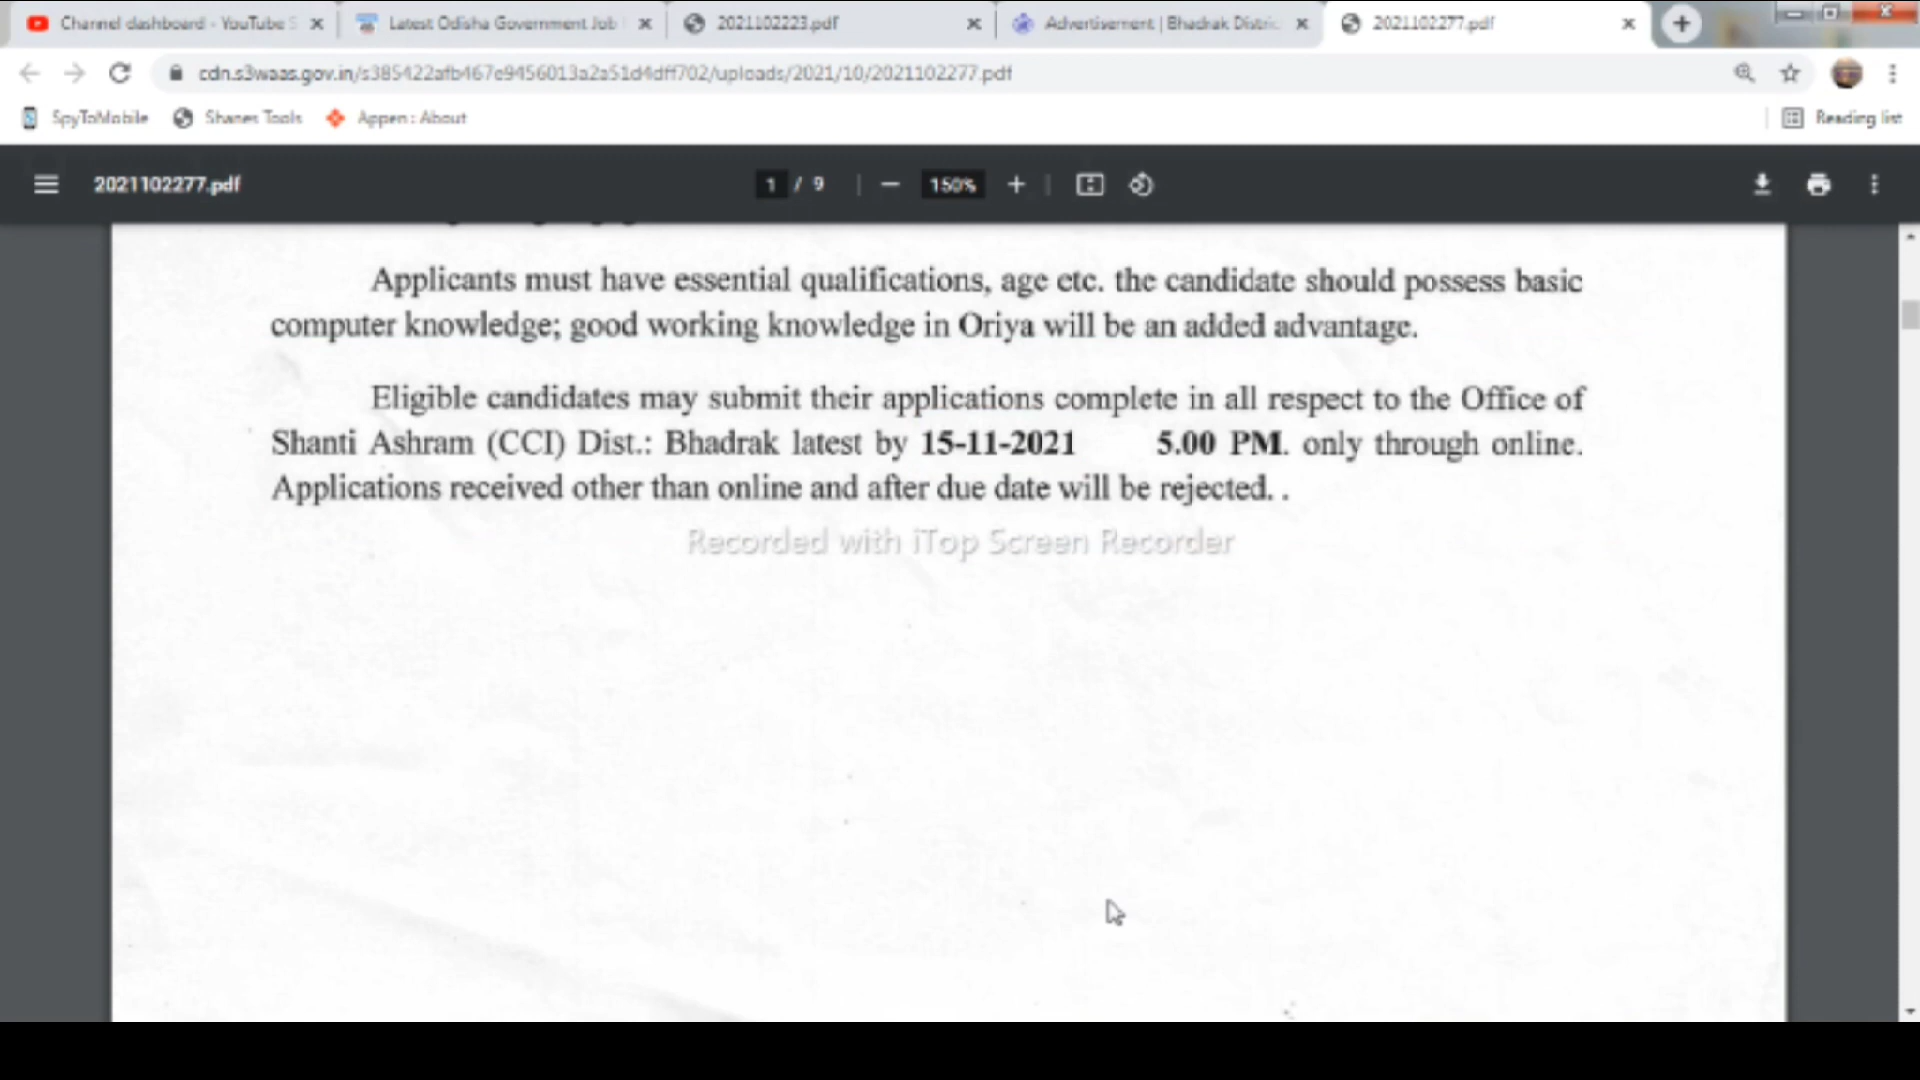 Channel dashboard - YouTube S
Latest Odisha Government Job
2021102223.pdf
Advertisement | Bhadrak Distric
2021102277.pdf
cdn.s3waas.gov.in/s385422afb467e9456013a2a51d4dff702/uploads/2021/10/2021102277.pdf
SpyToMobile
Shanes Tools
Appen : About
Reading list
2021102277.pdf
1 / 9
150%
Applicants must have essential qualifications, age etc. the candidate should possess basic
computer knowledge; good working knowledge in Oriya will be an added advantage.
Eligible candidates may submit their applications complete in all respect to the Office of
Shanti Ashram (CCI) Dist.: Bhadrak latest by 15-11-2021 5.00 PM. only through online.
Applications received other than online and after due date will be rejected. .
Recorded with iTop Screen Recorder